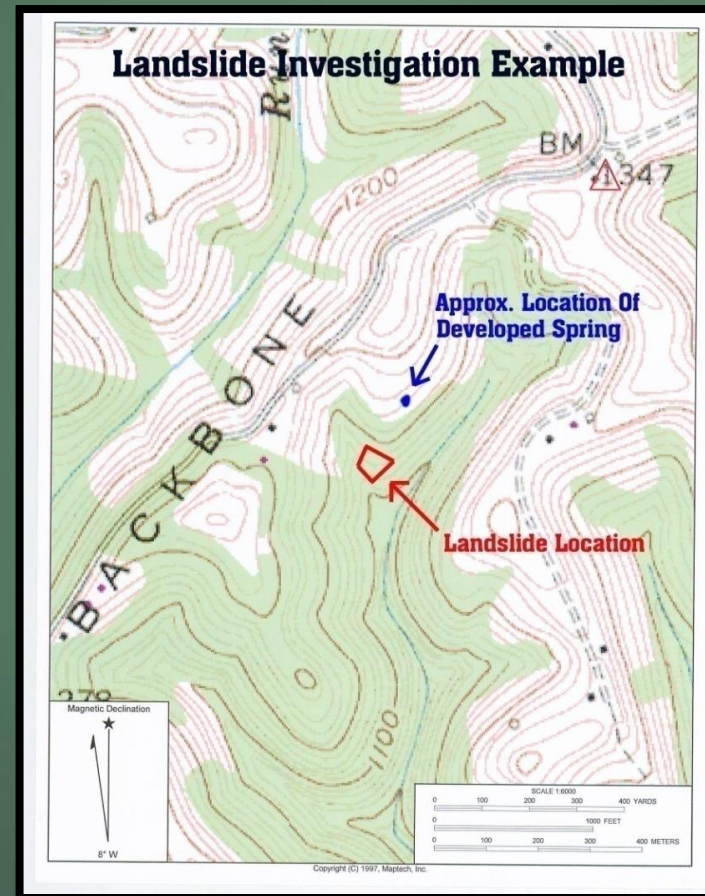 Landslide Investigation Example
Run
BM
1347
1200
Approx. Location Of
Developed Spring
BACKBONE
Landslide Location
1100
Magnetic Declination
8° W
SCALE 1:6000
0 100 200 300 400 YARDS
0 1000 FEET
0 100 200 300 400 METERS
Copyright (C) 1997, Maptech, Inc.